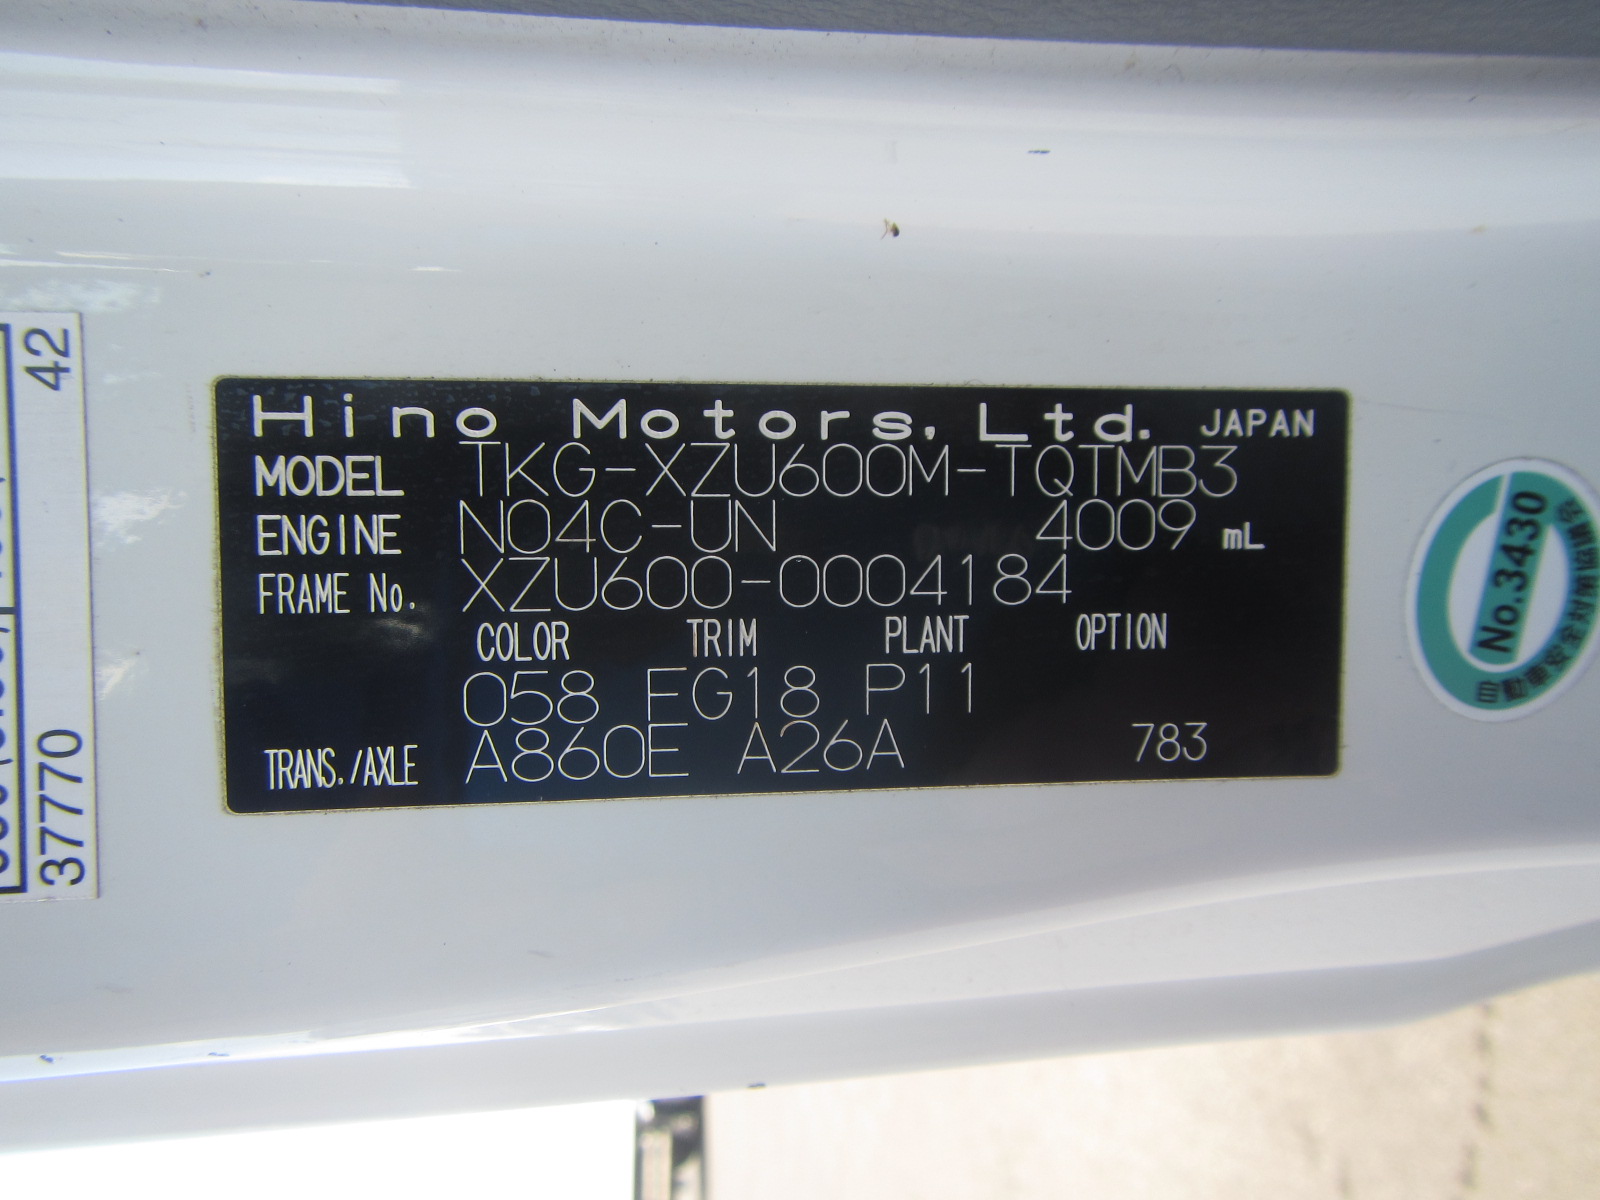 Hino Motors, Ltd. JAPAN
MODEL TKG-XZU600M-TQTMB3
ENGINE N04C-UN 4009 mL
FRAME No. XZU600-0004184
COLOR TRIM PLANT OPTION
058 FG18 P11
TRANS./AXLE A860E A26A 783
37770 42
No.3430